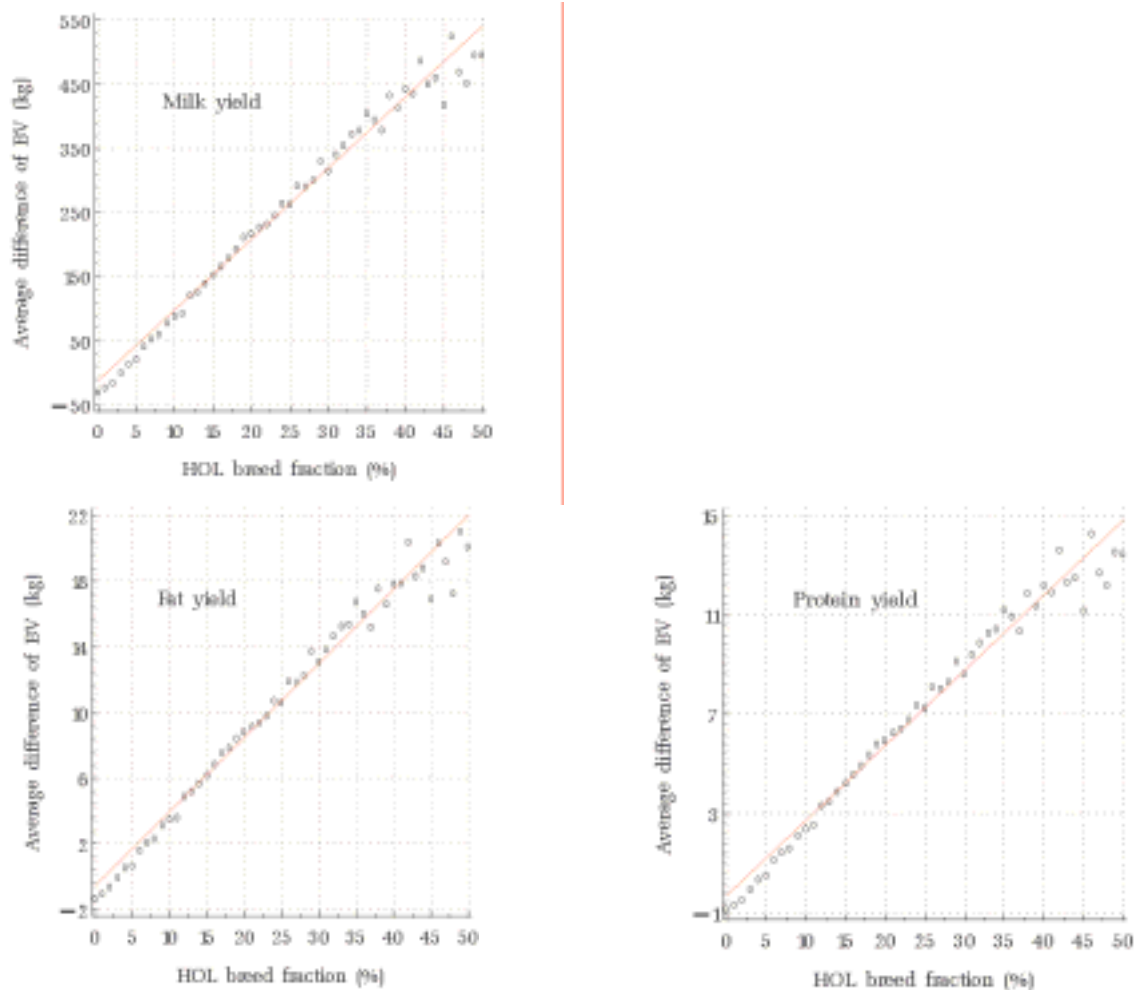 550
450
350
250
150
50
−50
Average difference of BV (kg)
Milk yield
0 5 10 15 20 25 30 35 40 45 50
HOL breed fraction (%)
22
18
14
10
6
2
−2
Average difference of BV (kg)
Fat yield
0 5 10 15 20 25 30 35 40 45 50
HOL breed fraction (%)
15
11
7
3
−1
Average difference of BV (kg)
Protein yield
0 5 10 15 20 25 30 35 40 45 50
HOL breed fraction (%)